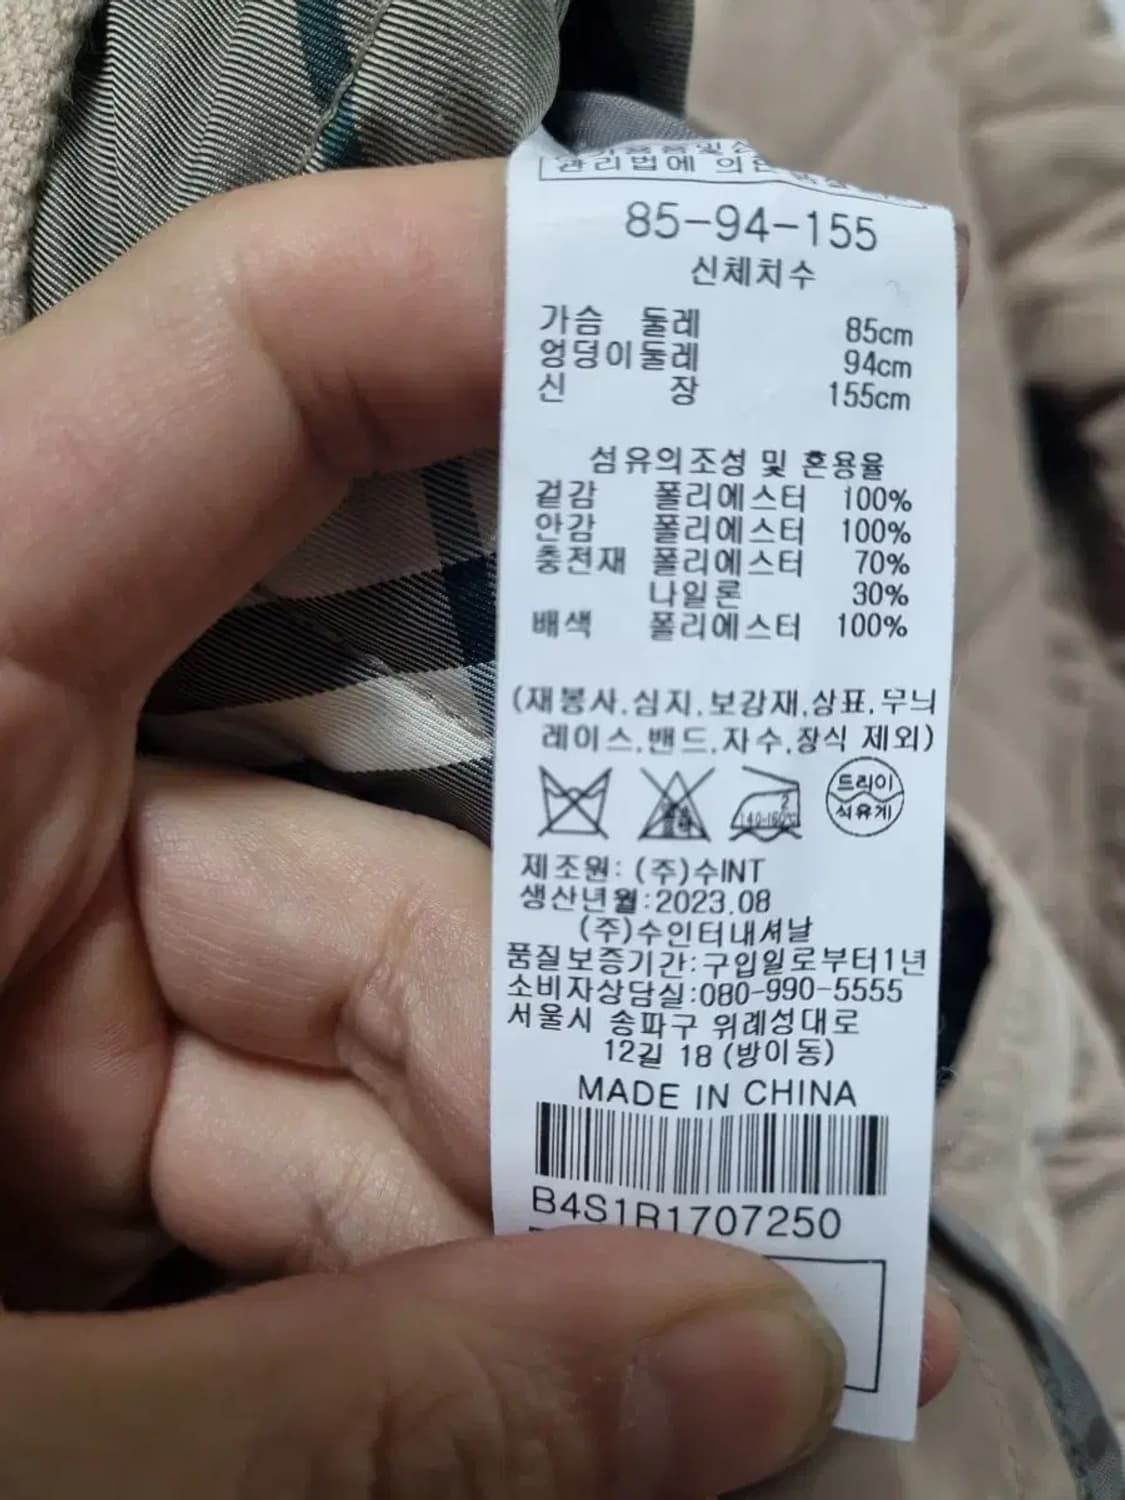 관리법에 의한
85-94-155
신체치수
가슴 둘레 85cm
엉덩이둘레 94cm
신 장 155cm
섬유의조성 및 혼용율
겉감 폴리에스터 100%
안감 폴리에스터 100%
충전재 폴리에스터 70%
나일론 30%
배색 폴리에스터 100%
(재봉사.심지.보강재.상표.무늬
레이스.밴드.자수.장식 제외)
2
140-160℃
드라이
석유계
제조원: (주)수INT
생산년월:2023.08
(주)수인터내셔날
품질보증기간:구입일로부터1년
소비자상담실:080-990-5555
서울시 송파구 위례성대로
12길 18 (방이동)
MADE IN CHINA
B4S1R1707250